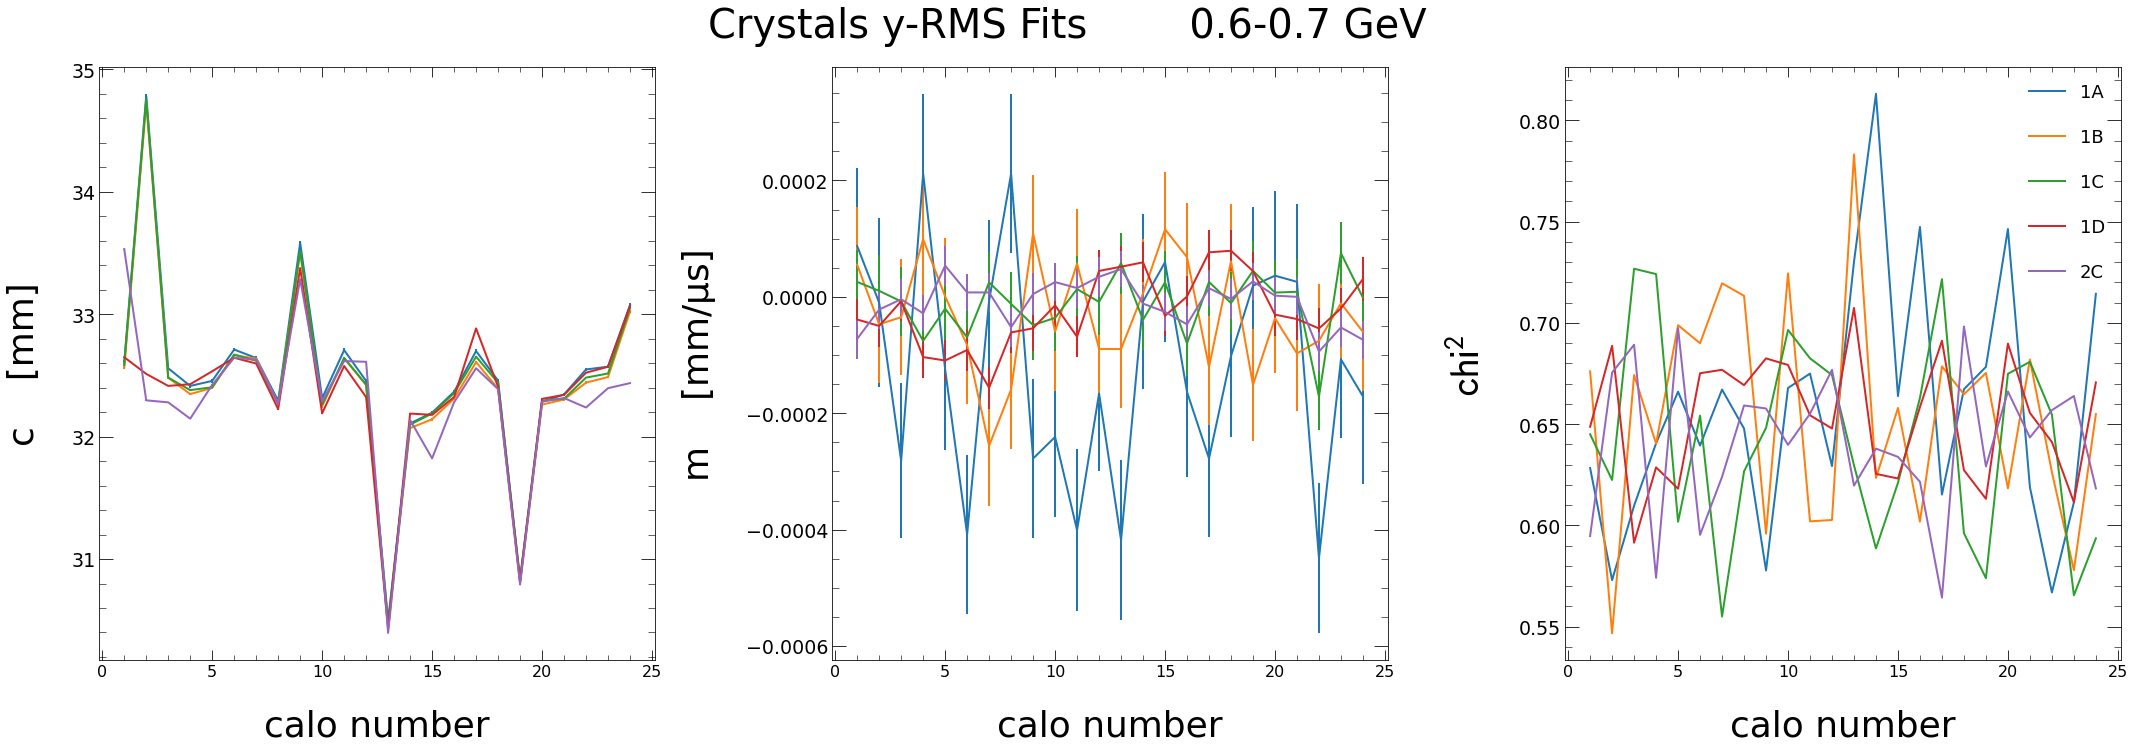 Crystals y-RMS Fits 0.6-0.7 GeV
c [mm]
35
34
33
32
31
0 5 10 15 20 25
calo number
m [mm/μs]
0.0002
0.0000
−0.0002
−0.0004
−0.0006
0 5 10 15 20 25
calo number
chi²
0.80
0.75
0.70
0.65
0.60
0.55
0 5 10 15 20 25
calo number
1A
1B
1C
1D
2C